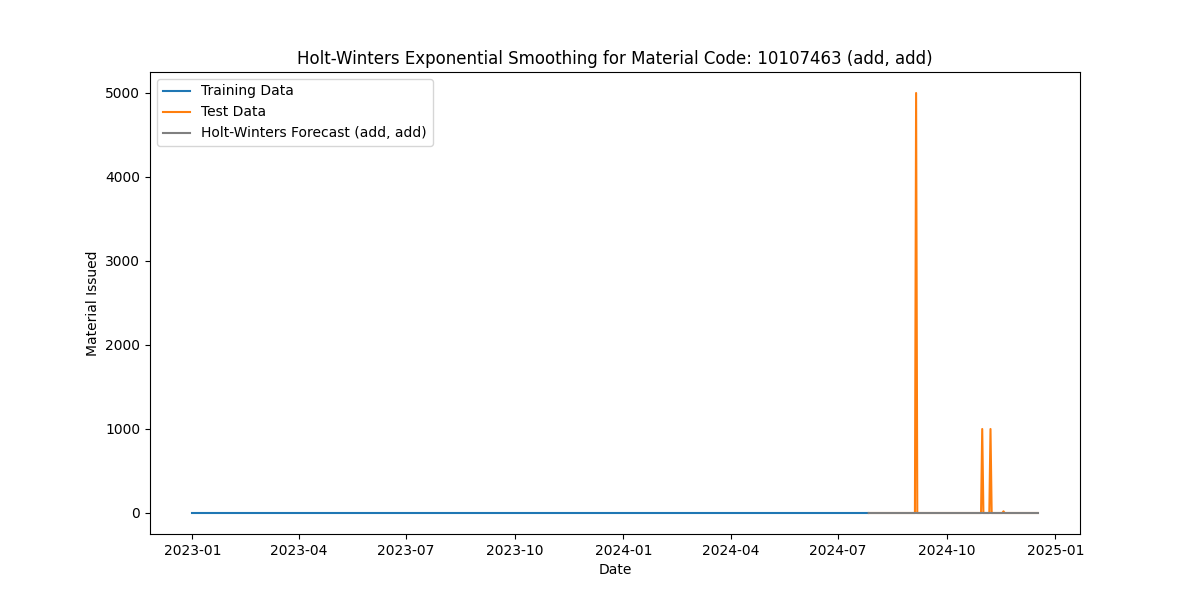 Holt-Winters Exponential Smoothing for Material Code: 10107463 (add, add)
Training Data
Test Data
Holt-Winters Forecast (add, add)
5000
4000
3000
2000
1000
0
Material Issued
2023-01 2023-04 2023-07 2023-10 2024-01 2024-04 2024-07 2024-10 2025-01
Date